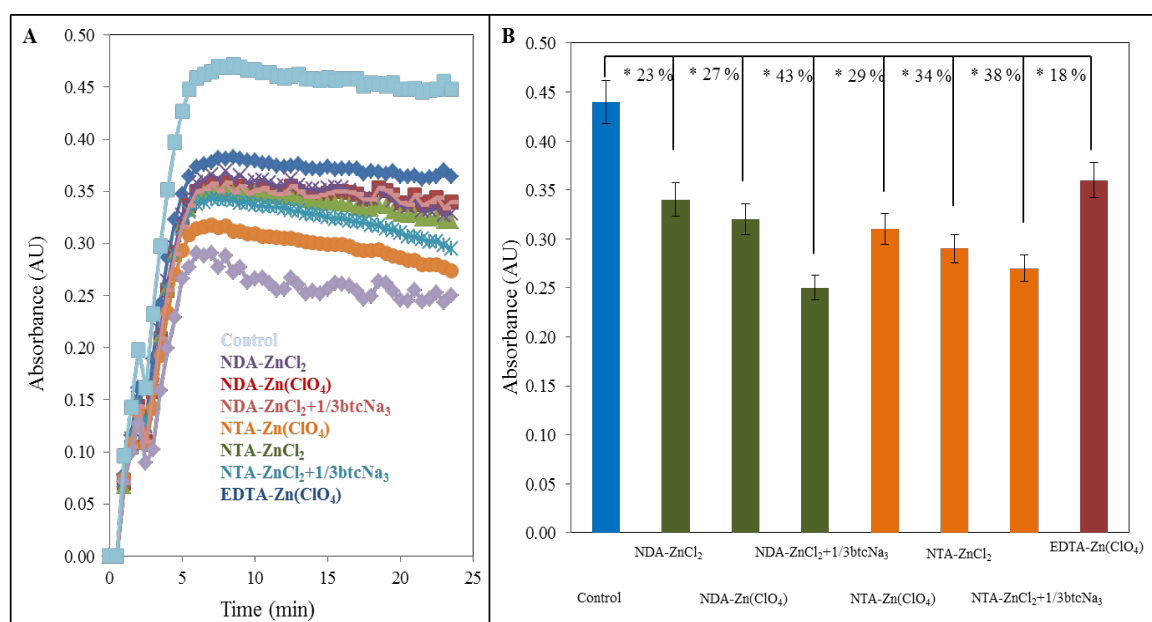 A
0.50
0.45
0.40
0.35
0.30
0.25
0.20
0.15
0.10
0.05
0.00
Absorbance (AU)
0
5
10
15
20
25
Time (min)
Control
NDA-ZnCl₂
NDA-Zn(ClO₄)
NDA-ZnCl₂+1/3btcNa₃
NTA-Zn(ClO₄)
NTA-ZnCl₂
NTA-ZnCl₂+1/3btcNa₃
EDTA-Zn(ClO₄)
B
0.50
0.45
0.40
0.35
0.30
0.25
0.20
0.15
0.10
0.05
0.00
Absorbance (AU)
* 23 %
* 27 %
* 43 %
* 29 %
* 34 %
* 38 %
* 18 %
NDA-ZnCl₂
NDA-ZnCl₂+1/3btcNa₃
NTA-ZnCl₂
EDTA-Zn(ClO₄)
Control
NDA-Zn(ClO₄)
NTA-Zn(ClO₄)
NTA-ZnCl₂+1/3btcNa₃